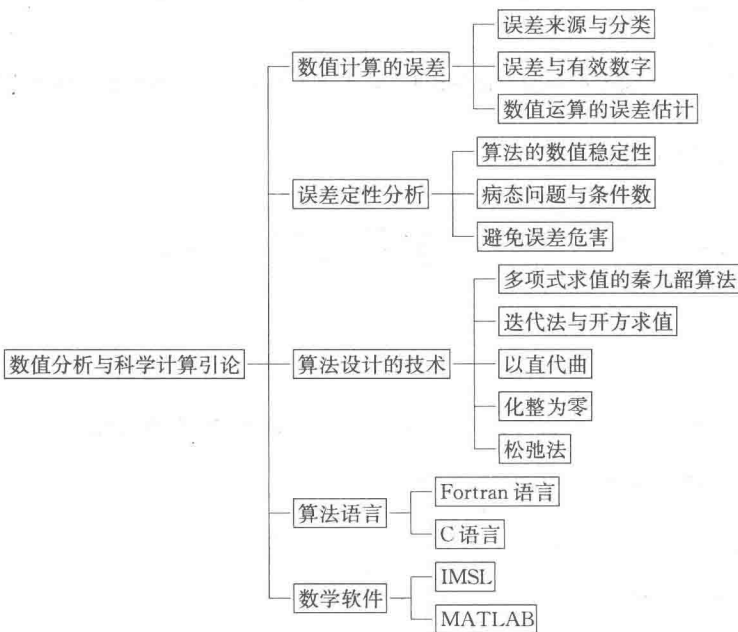 误差来源与分类
数值计算的误差
误差与有效数字
数值运算的误差估计
算法的数值稳定性
误差定性分析
病态问题与条件数
避免误差危害
多项式求值的秦九韶算法
迭代法与开方求值
数值分析与科学计算引论
算法设计的技术
以直代曲
化整为零
松弛法
Fortran 语言
算法语言
C 语言
IMSL
数学软件
MATLAB